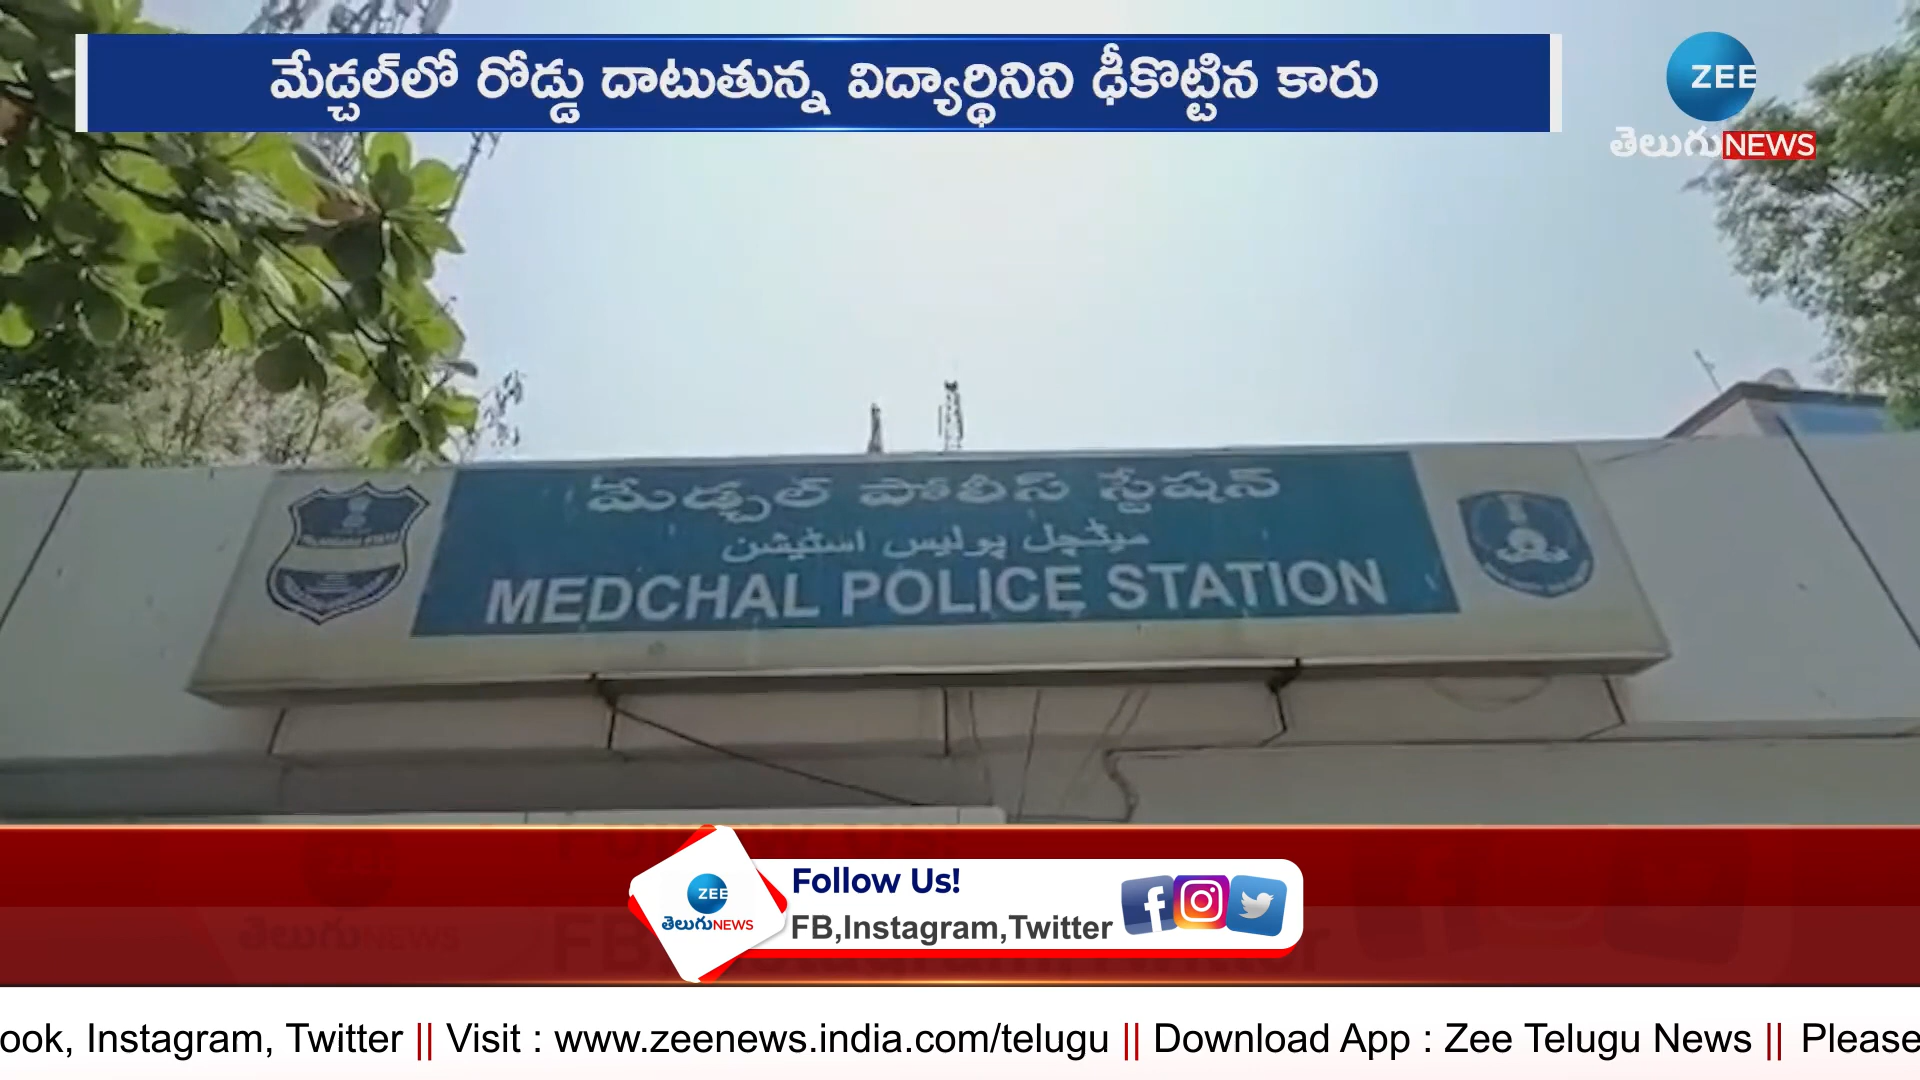 మేడ్చల్‌లో రోడ్డు దాటుతున్న విద్యార్థినిని ఢీకొట్టిన కారు
ZEE
తెలుగు NEWS
మేడ్చల్ పోలీస్ స్టేషన్
میڈچل پولیس اسٹیشن
MEDCHAL POLICE STATION
Follow Us!
ZEE
తెలుగు NEWS
FB,Instagram,Twitter
ook, Instagram, Twitter || Visit : www.zeenews.india.com/telugu || Download App : Zee Telugu News || Please